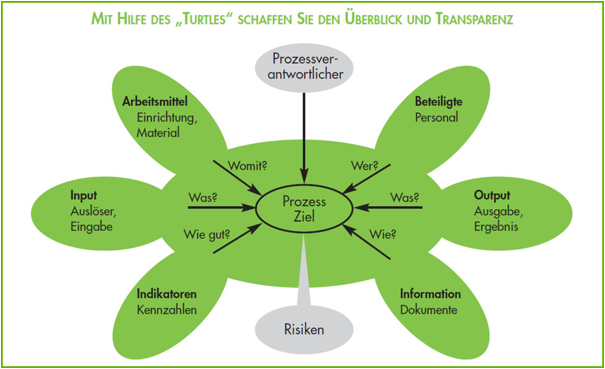 MIT HILFE DES „TURTLES“ SCHAFFEN SIE DEN ÜBERBLICK UND TRANSPARENZ
Prozessver-
antwortlicher
Arbeitsmittel
Einrichtung,
Material
Beteiligte
Personal
Womit?
Wer?
Input
Auslöser,
Eingabe
Was?
Prozess
Ziel
Was?
Output
Ausgabe,
Ergebnis
Wie gut?
Wie?
Indikatoren
Kennzahlen
Information
Dokumente
Risiken